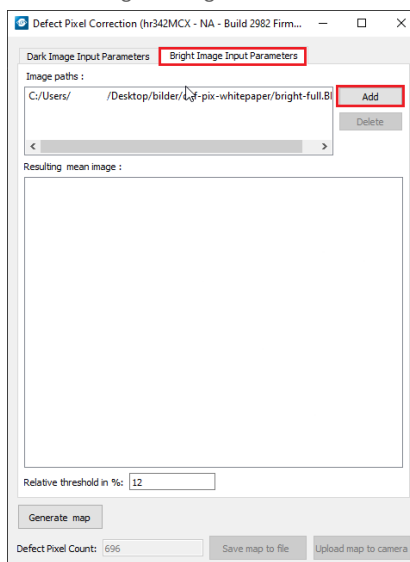 Defect Pixel Correction (hr342MCX - NA - Build 2982 Firm...
Dark Image Input Parameters Bright Image Input Parameters
Image paths :
C:/Users/ /Desktop/bilder/def-pix-whitepaper/bright-full.Bl
Add
Delete
Resulting mean image :
Relative threshold in %: 12
Generate map
Defect Pixel Count: 696 Save map to file Upload map to camera